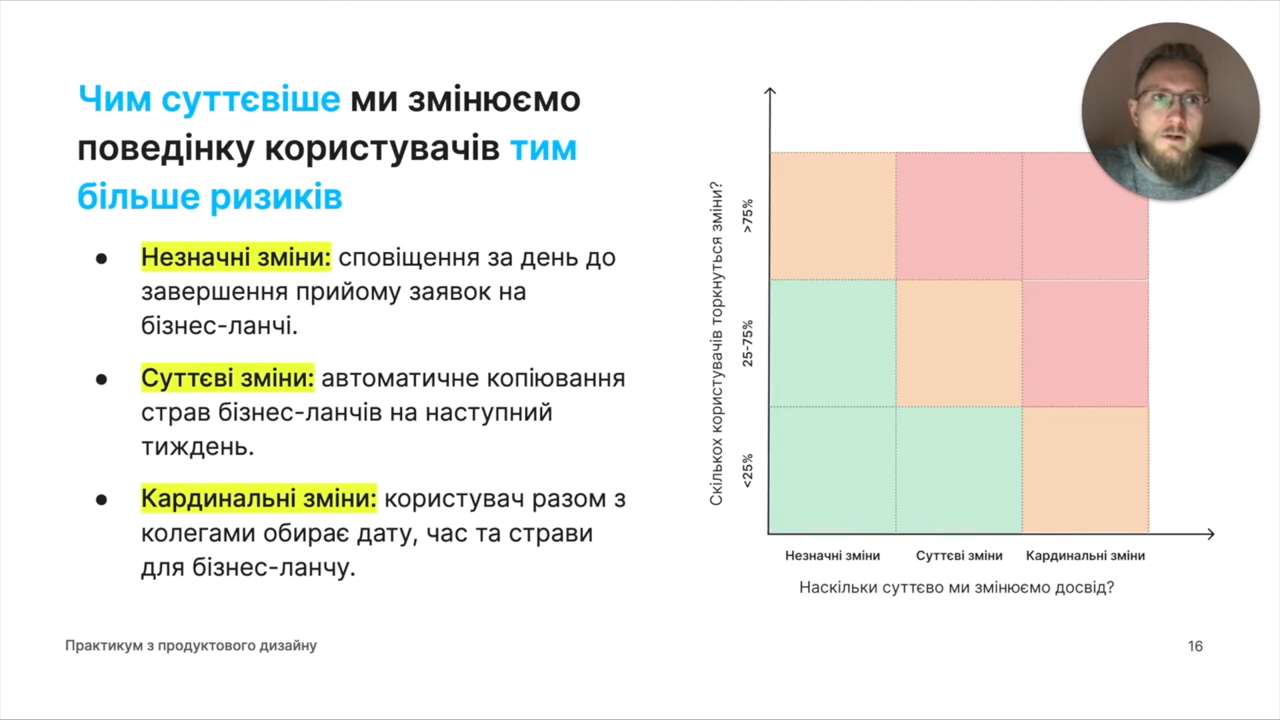 Чим суттєвіше ми змінюємо
поведінку користувачів тим
більше ризиків
● Незначні зміни: сповіщення за день до
завершення прийому заявок на
бізнес-ланчі.
● Суттєві зміни: автоматичне копіювання
страв бізнес-ланчів на наступний
тиждень.
● Кардинальні зміни: користувач разом з
колегами обирає дату, час та страви
для бізнес-ланчу.
Скількох користувачів торкнуться зміни?
>75%
25-75%
<25%
Незначні зміни
Суттєві зміни
Кардинальні зміни
Наскільки суттєво ми змінюємо досвід?
Практикум з продуктового дизайну
16